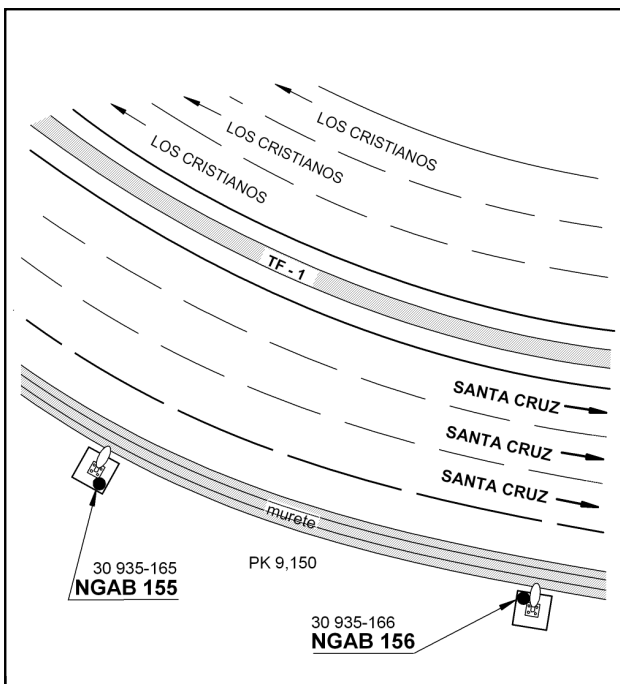 LOS CRISTIANOS
LOS CRISTIANOS
LOS CRISTIANOS
TF - 1
SANTA CRUZ
SANTA CRUZ
SANTA CRUZ
murete
30 935-165
NGAB 155
PK 9,150
30 935-166
NGAB 156